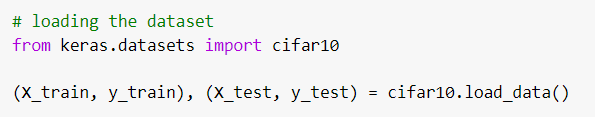 # loading the dataset
from keras.datasets import cifar10
(X_train, y_train), (X_test, y_test) = cifar10.load_data()